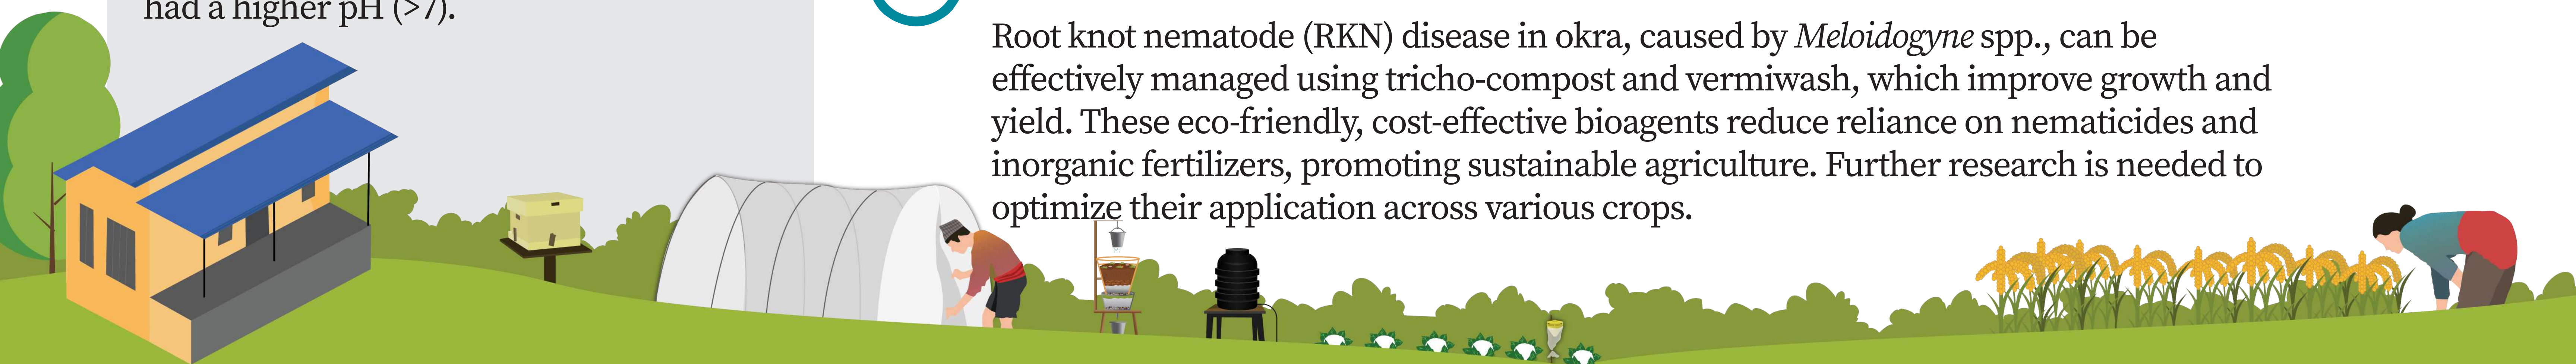 had a higher pH (>7).
Root knot nematode (RKN) disease in okra, caused by Meloidogyne spp., can be
effectively managed using tricho-compost and vermiwash, which improve growth and
yield. These eco-friendly, cost-effective bioagents reduce reliance on nematicides and
inorganic fertilizers, promoting sustainable agriculture. Further research is needed to
optimize their application across various crops.